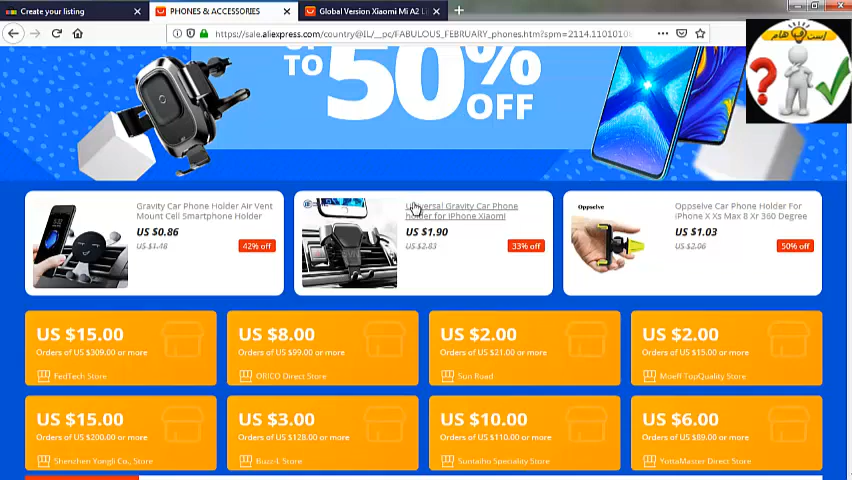 Create your listing
PHONES & ACCESSORIES
Global Version Xiaomi Mi A2 Li
https://sale.aliexpress.com/country@IL/__pc/FABULOUS_FEBRUARY_phones.htm?spm=2114.1101010
UP
TO
50%
OFF
إستفهام
Gravity Car Phone Holder Air Vent
Mount Cell Smartphone Holder
US $0.86
US $1.48
42% off
Universal Gravity Car Phone
holder for iPhone Xiaomi
US $1.90
US $2.83
33% off
Oppselve
Oppselve Car Phone Holder For
iPhone X Xs Max 8 Xr 360 Degree
US $1.03
US $2.06
50% off
US $15.00
Orders of US $309.00 or more
FedTech Store
US $8.00
Orders of US $99.00 or more
ORICO Direct Store
US $2.00
Orders of US $21.00 or more
Sun Road
US $2.00
Orders of US $15.00 or more
Moeff TopQuality Store
US $15.00
Orders of US $200.00 or more
Shenzhen Yongli Co., Store
US $3.00
Orders of US $128.00 or more
Buzz-L Store
US $10.00
Orders of US $110.00 or more
Suntaiho Speciality Store
US $6.00
Orders of US $89.00 or more
YottaMaster Direct Store